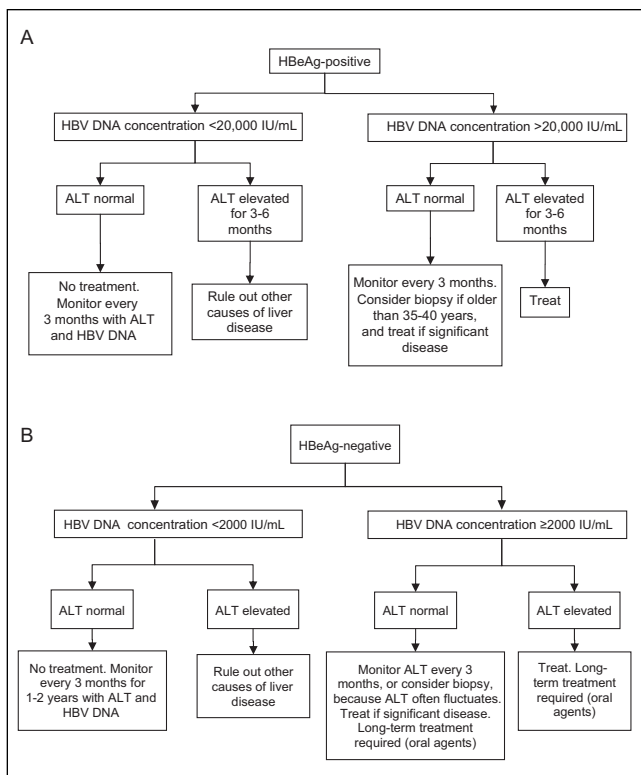 A
HBeAg-positive
HBV DNA concentration <20,000 IU/mL
HBV DNA concentration >20,000 IU/mL
ALT normal
ALT elevated
for 3-6
months
ALT normal
ALT elevated
for 3-6
months
No treatment.
Monitor every
3 months with ALT
and HBV DNA
Rule out other
causes of liver
disease
Monitor every 3 months.
Consider biopsy if older
than 35-40 years,
and treat if significant
disease
Treat
B
HBeAg-negative
HBV DNA concentration <2000 IU/mL
HBV DNA concentration ≥2000 IU/mL
ALT normal
ALT elevated
ALT normal
ALT elevated
No treatment. Monitor
every 3 months for
1-2 years with ALT and
HBV DNA
Rule out other
causes of liver
disease
Monitor ALT every 3
months, or consider biopsy,
because ALT often fluctuates.
Treat if significant disease.
Long-term treatment
required (oral agents)
Treat. Long-
term treatment
required (oral
agents)